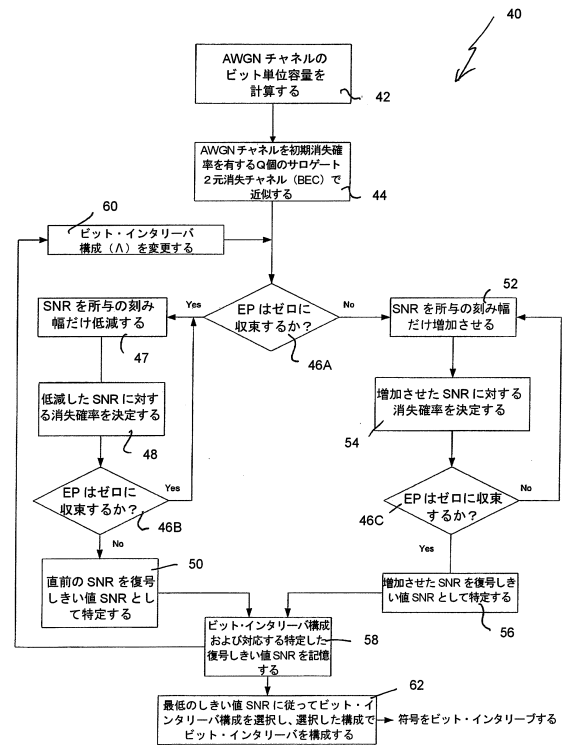 40
AWGN チャネルの
ビット単位容量を
計算する
42
AWGN チャネルを初期消失確
率を有するQ個のサロゲート
2元消失チャネル（BEC）で
近似する
44
60
ビット・インタリーバ
構成（Λ）を変更する
SNR を所与の刻み
幅だけ低減する
47
Yes
EP はゼロに
収束するか？
46A
No
52
SNR を所与の刻み幅
だけ増加させる
低減した SNR に対す
る消失確率を決定する
48
増加させた SNR に対する
消失確率を決定する
54
EP はゼロに
収束するか？
46B
Yes
No
EP はゼロに収束
するか？
46C
No
Yes
50
直前の SNR を復号
しきい値 SNR とし
て特定する
増加させた SNR を復号しき
い値 SNR として特定する
56
ビット・インタリーバ構成
および対応する特定した
復号しきい値 SNR を記憶
する
58
62
最低のしきい値 SNR に従ってビット・イ
ンタリーバ構成を選択し、選択した構成で
ビット・インタリーバを構成する
符号をビット・インタリーブする